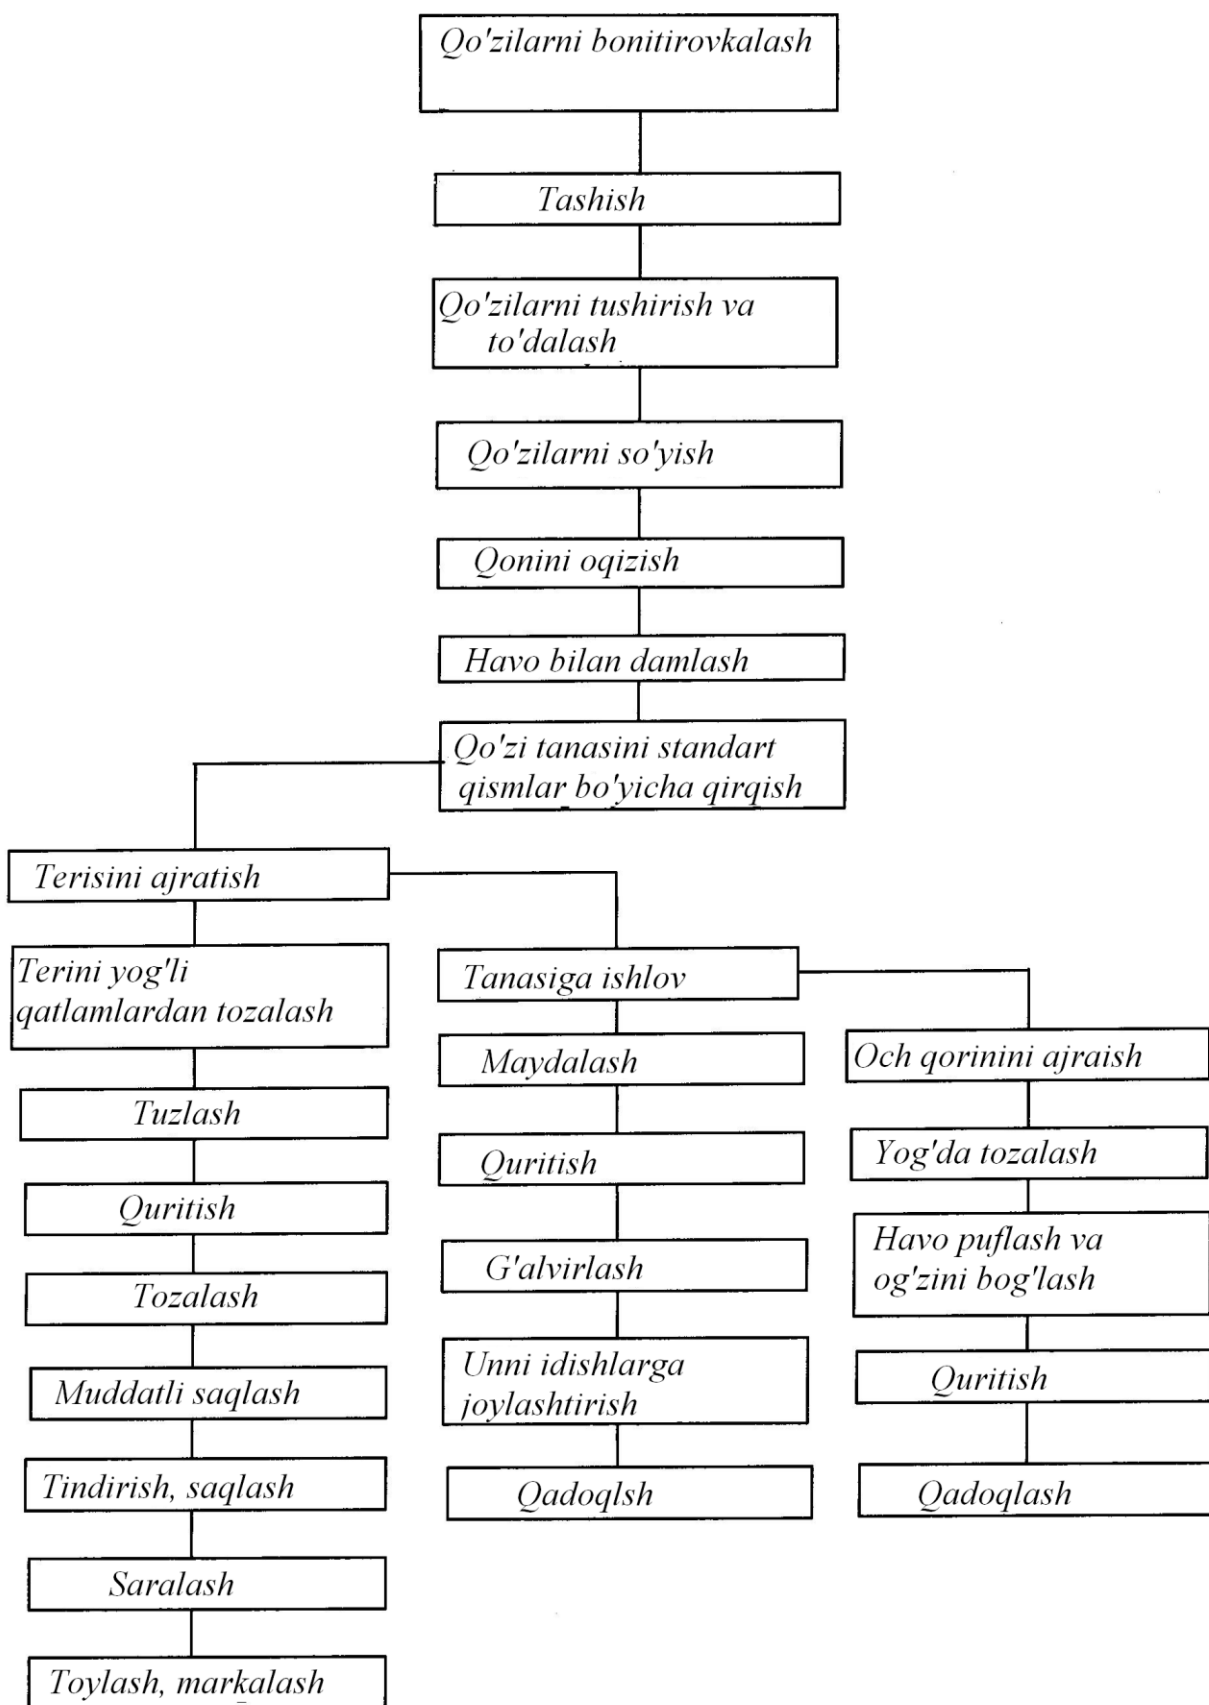 Qo'zilarni bonitirovkalash
Tashish
Qo'zilarni tushirish va
to'dalash
Qo'zilarni so'yish
Qonini oqizish
Havo bilan damlash
Qo'zi tanasini standart
qismlar bo'yicha qirqish
Terisini ajratish
Terini yog'li
qatlamlardan tozalash
Tuzlash
Quritish
Tozalash
Muddatli saqlash
Tindirish, saqlash
Saralash
Toylash, markalash
Tanasiga ishlov
Maydalash
Quritish
G'alvirlash
Unni idishlarga
joylashtirish
Qadoqlsh
Och qorinini ajraish
Yog'da tozalash
Havo puflash va
og'zini bog'lash
Quritish
Qadoqlash